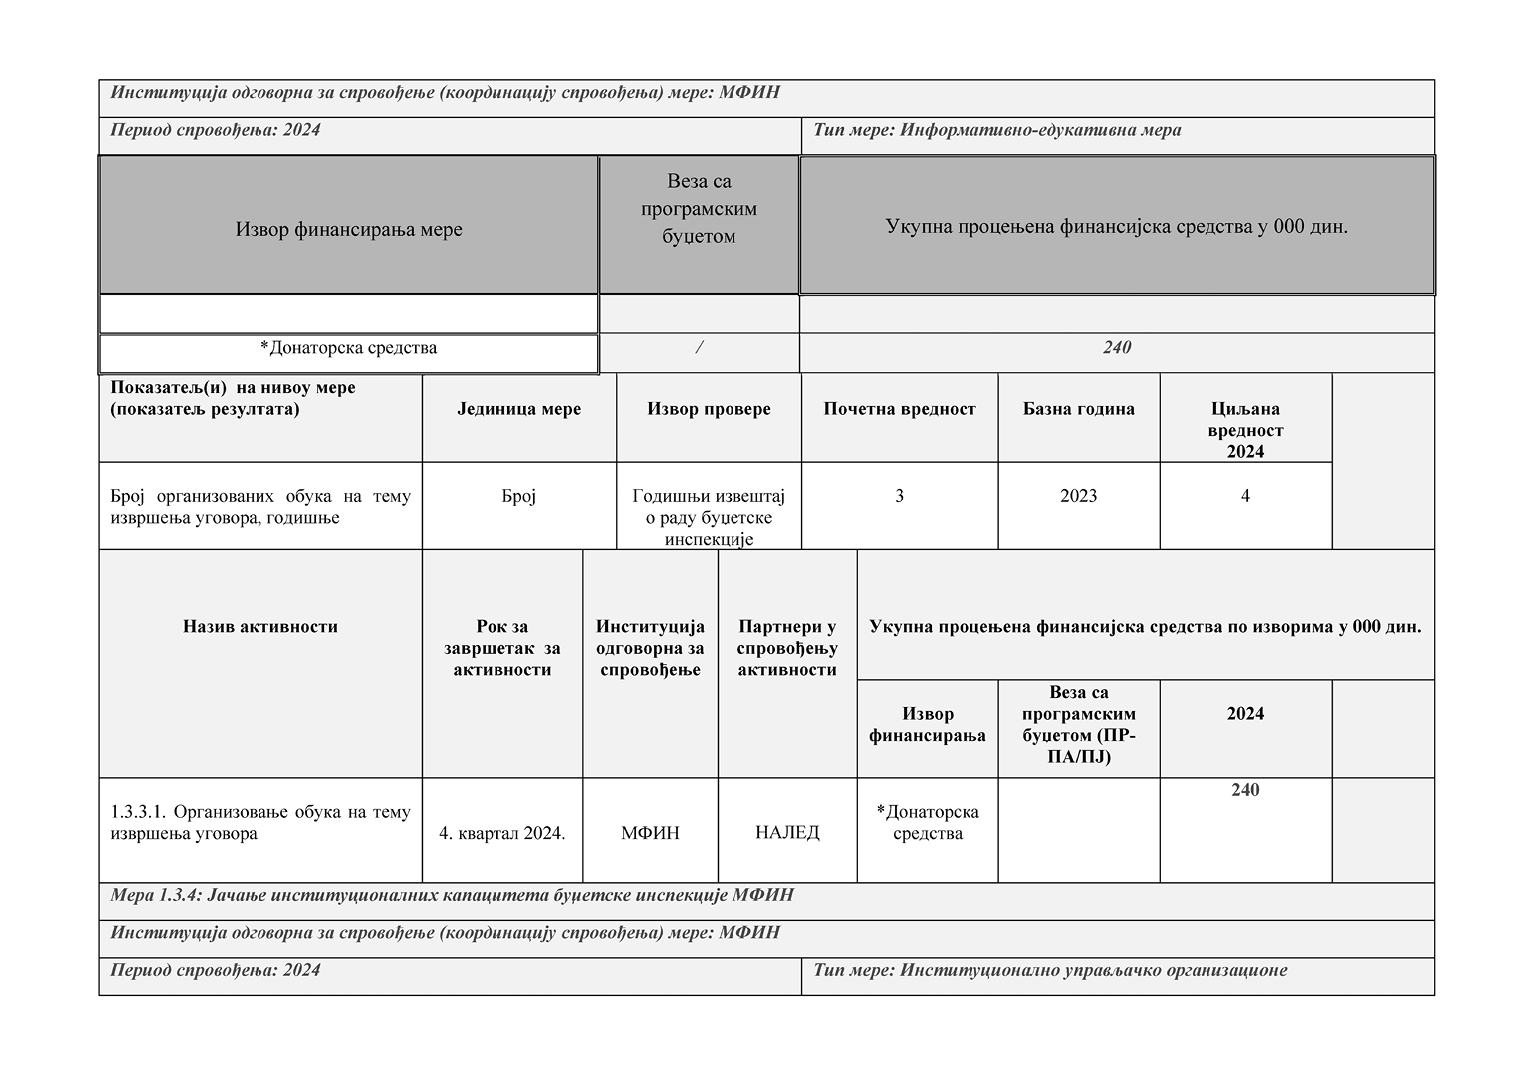 Институција одговорна за спровођење (координацију спровођења) мере: МФИН
Период спровођења: 2024
Тип мере: Информативно-едукативна мера
Извор финансирања мере
Веза са
програмским
буџетом
Укупна процењена финансијска средства у 000 дин.
*Донаторска средства
/
240
Показатељ(и) на нивоу мере
(показатељ резултата)
Јединица мере
Извор провере
Почетна вредност
Базна година
Циљана
вредност
2024
Број организованих обука на тему
извршења уговора, годишње
Број
Годишњи извештај
о раду буџетске
инспекције
3
2023
4
Назив активности
Рок за
завршетак за
активности
Институција
одговорна за
спровођење
Партнери у
спровођењу
активности
Укупна процењена финансијска средства по изворима у 000 дин.
Извор
финансирања
Веза са
програмским
буџетом (ПР-
ПА/ПЈ)
2024
1.3.3.1. Организовање обука на тему
извршења уговора
4. квартал 2024.
МФИН
НАЛЕД
*Донаторска
средства
240
Мера 1.3.4: Јачање институционалних капацитета буџетске инспекције МФИН
Институција одговорна за спровођење (координацију спровођења) мере: МФИН
Период спровођења: 2024
Тип мере: Институционално управљачко организационе